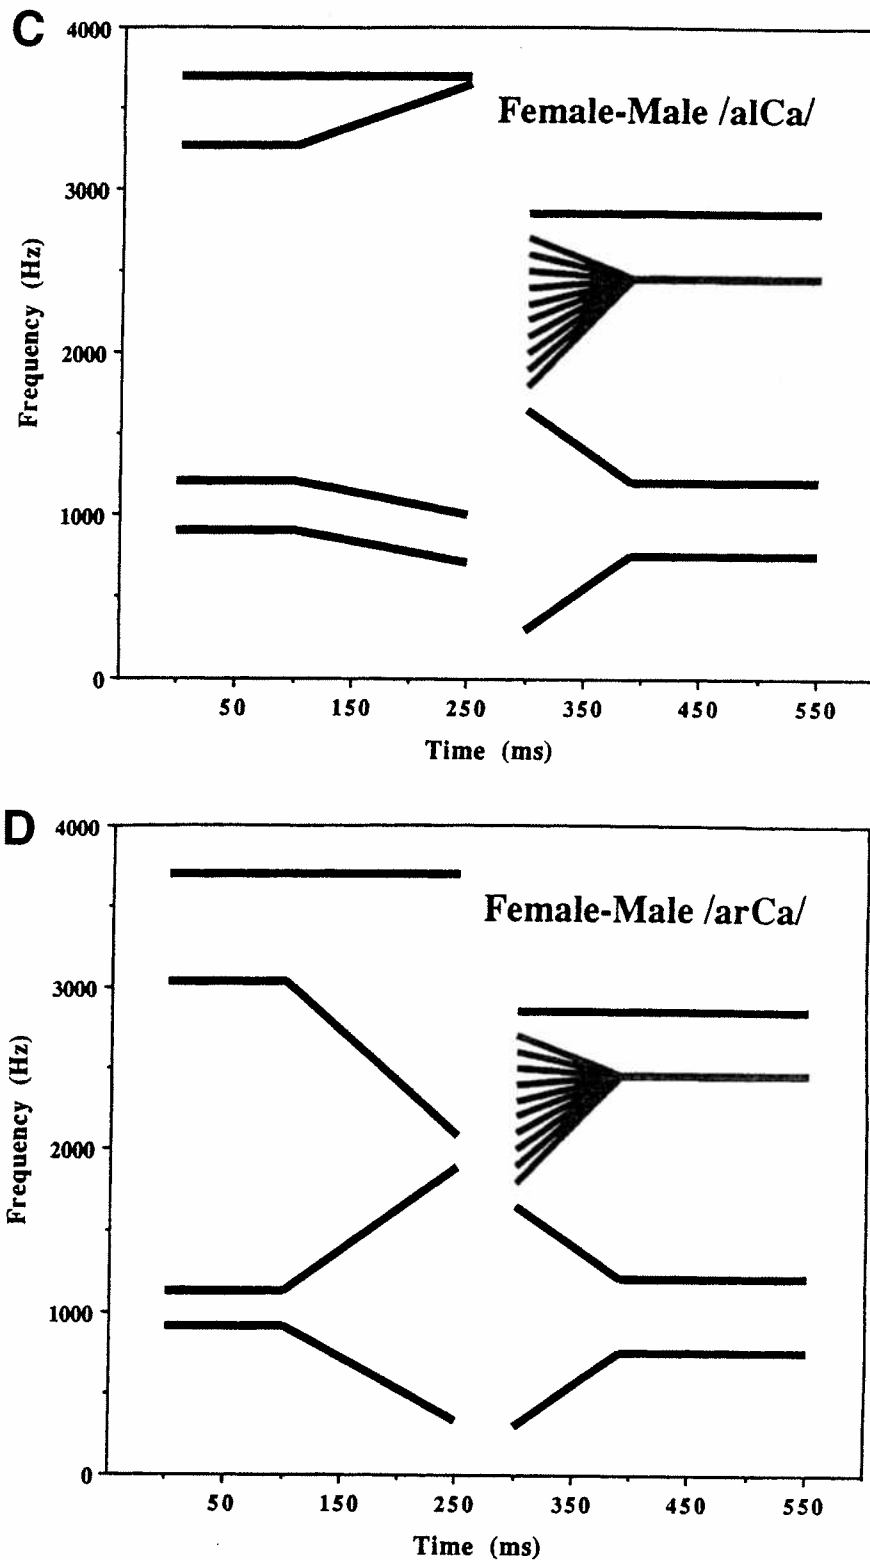 C
4000
Female-Male /alCa/
3000
Frequency (Hz)
2000
1000
0
50 150 250 350 450 550
Time (ms)
D
4000
Female-Male /arCa/
3000
Frequency (Hz)
2000
1000
0
50 150 250 350 450 550
Time (ms)